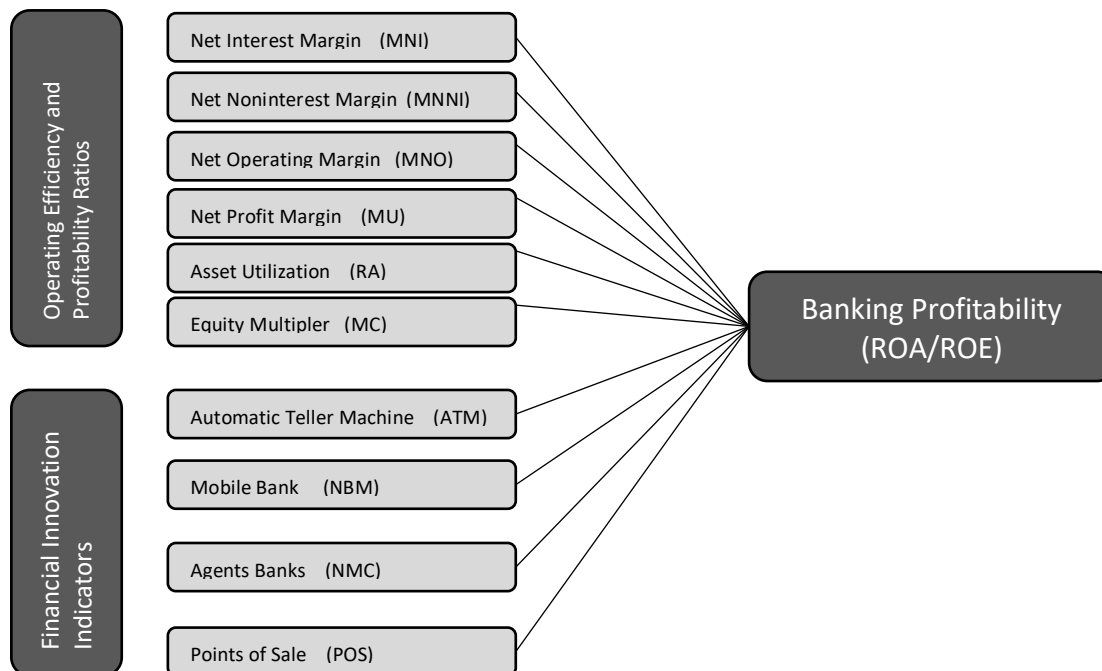 Operating Efficiency and
Profitability Ratios
Net Interest Margin (MNI)
Net Noninterest Margin (MNNI)
Net Operating Margin (MNO)
Net Profit Margin (MU)
Asset Utilization (RA)
Equity Multipler (MC)
Banking Profitability
(ROA/ROE)
Financial Innovation
Indicators
Automatic Teller Machine (ATM)
Mobile Bank (NBM)
Agents Banks (NMC)
Points of Sale (POS)